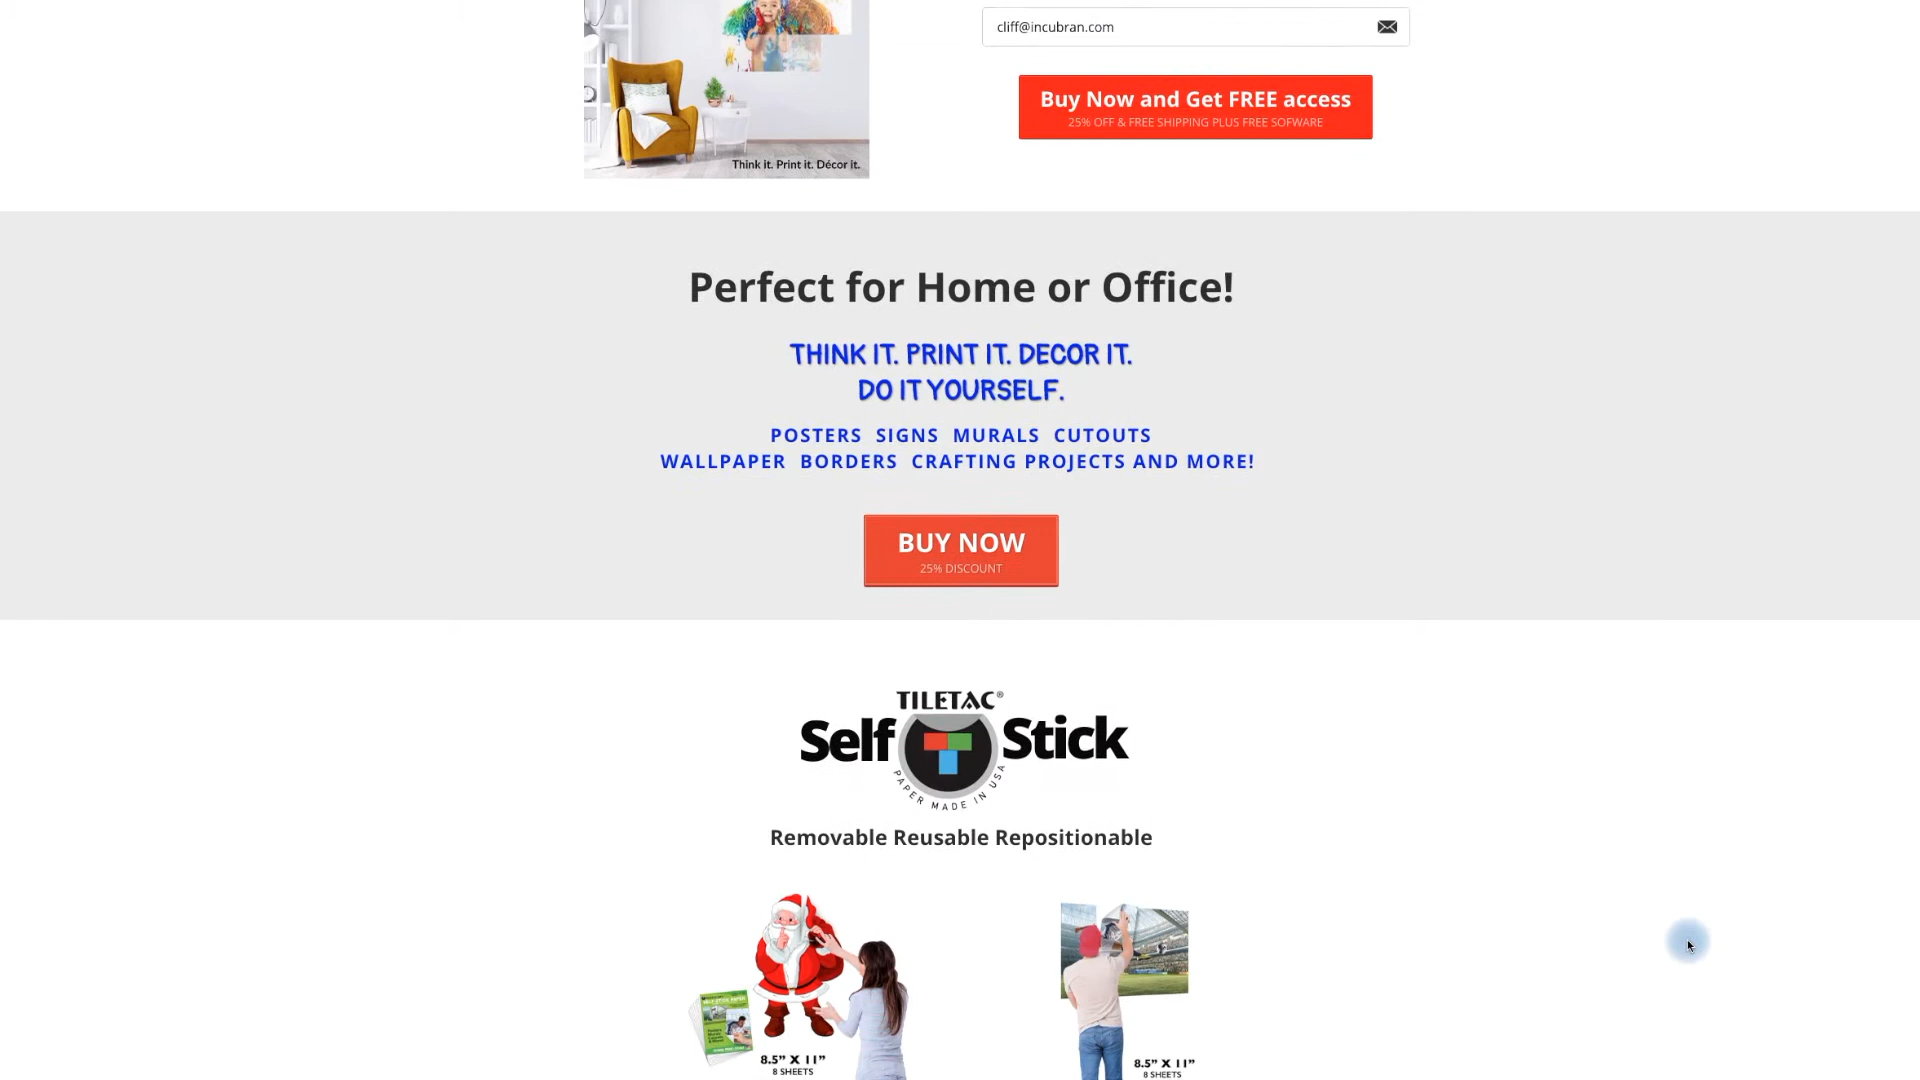 cliff@incubran.com
Buy Now and Get FREE access
25% OFF & FREE SHIPPING PLUS FREE SOFWARE
Think it. Print it. Décor it.
Perfect for Home or Office!
THINK IT. PRINT IT. DECOR IT.
DO IT YOURSELF.
POSTERS SIGNS MURALS CUTOUTS
WALLPAPER BORDERS CRAFTING PROJECTS AND MORE!
BUY NOW
25% DISCOUNT
TILETAC®
Self Stick
PAPER MADE IN USA
Removable Reusable Repositionable
8.5" X 11"
8 SHEETS
8.5" X 11"
8 SHEETS